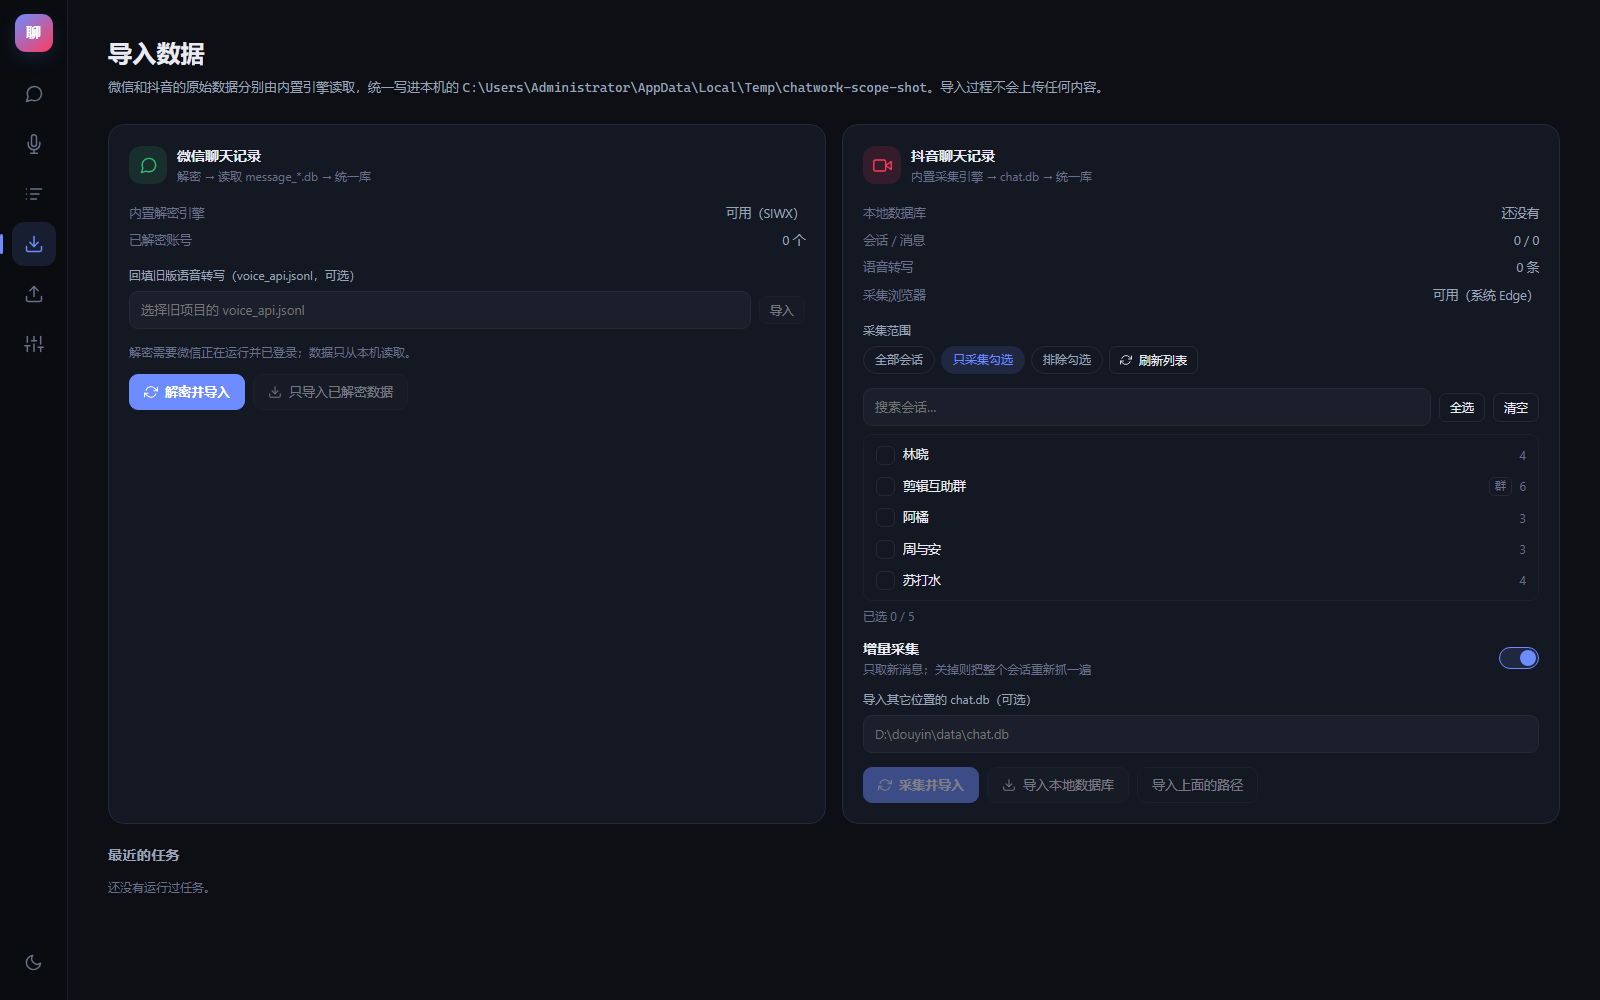 聊
导入数据
微信和抖音的原始数据分别由内置引擎读取，统一写进本机的 C:\Users\Administrator\AppData\Local\Temp\chatwork-scope-shot。导入过程不会上传任何内容。
微信聊天记录
解密 → 读取 message_*.db → 统一库
内置解密引擎 可用（SIWX）
已解密账号 0 个
回填旧版语音转写（voice_api.jsonl，可选）
选择旧项目的 voice_api.jsonl 导入
解密需要微信正在运行并已登录；数据只从本机读取。
解密并导入 只导入已解密数据
抖音聊天记录
内置采集引擎 → chat.db → 统一库
本地数据库 还没有
会话 / 消息 0 / 0
语音转写 0 条
采集浏览器 可用（系统 Edge）
采集范围
全部会话 只采集勾选 排除勾选 刷新列表
搜索会话... 全选 清空
林晓 4
剪辑互助群 群 6
阿橘 3
周与安 3
苏打水 4
已选 0 / 5
增量采集
只取新消息；关掉则把整个会话重新抓一遍
导入其它位置的 chat.db（可选）
D:\douyin\data\chat.db
采集并导入 导入本地数据库 导入上面的路径
最近的任务
还没有运行过任务。